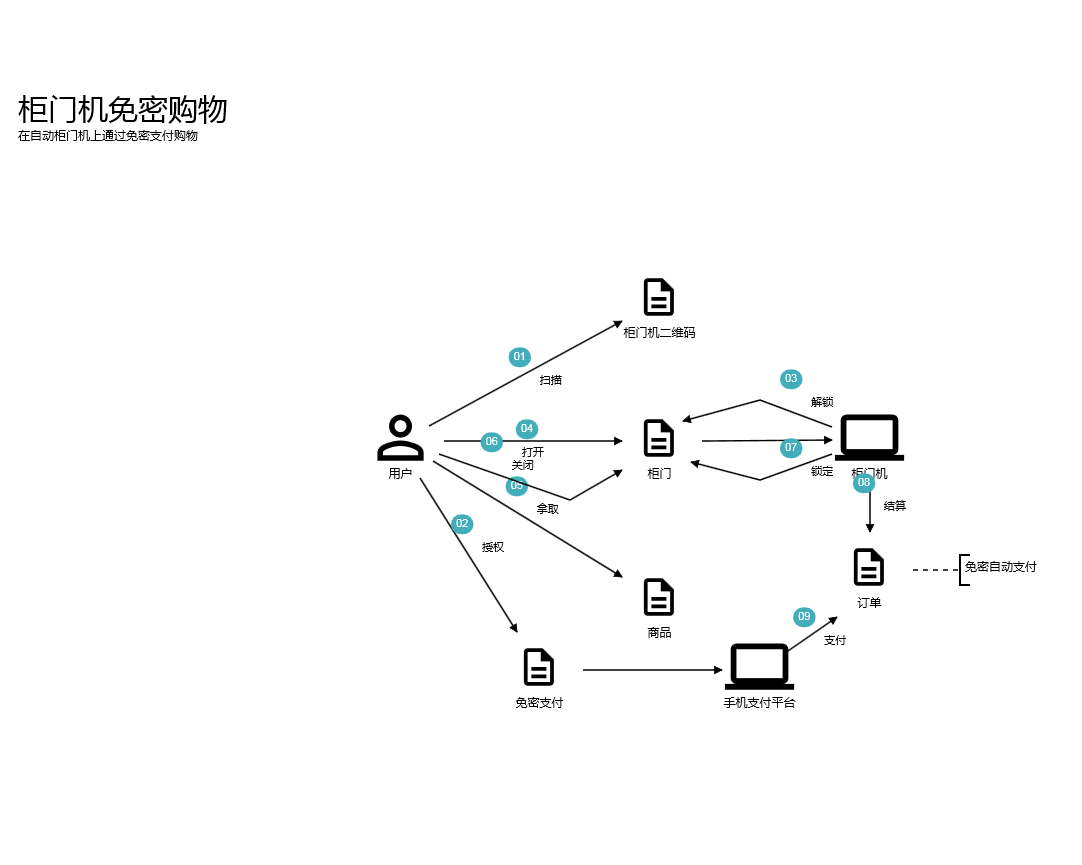 柜门机免密购物
在自动柜门机上通过免密支付购物
柜门机二维码
01
扫描
03
解锁
04
06
打开
关闭
用户
柜门
07
锁定
柜门机
08
05
拿取
结算
02
授权
免密自动支付
订单
09
商品
支付
免密支付
手机支付平台